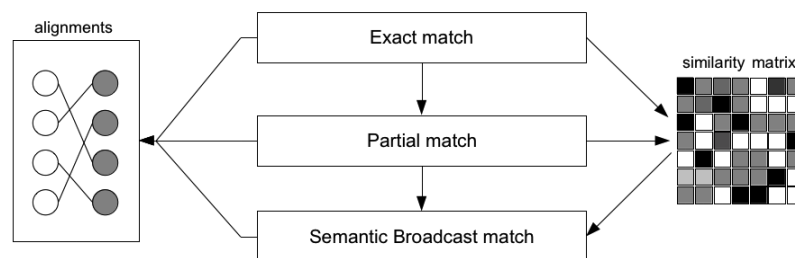 alignments
Exact match
similarity matrix
Partial match
Semantic Broadcast match